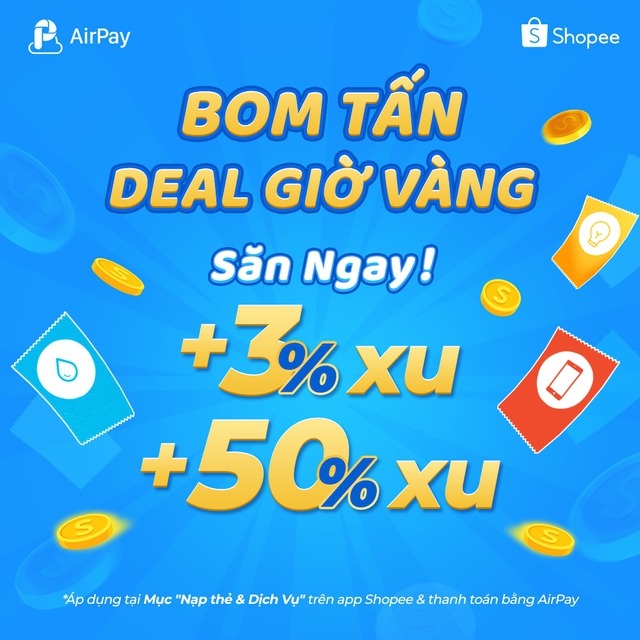 AirPay
Shopee
BOM TẤN
DEAL GIỜ VÀNG
Săn Ngay!
+3% xu
+50% xu
*Áp dụng tại Mục "Nạp thẻ & Dịch Vụ" trên app Shopee & thanh toán bằng AirPay